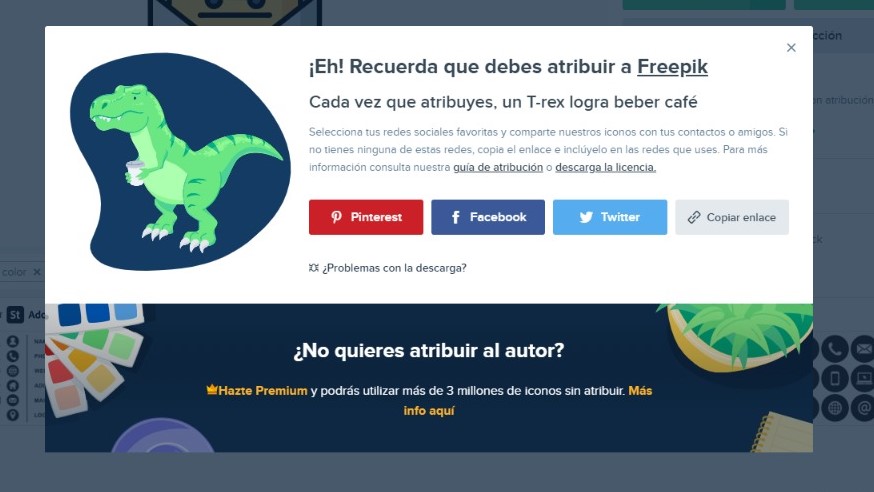 cción
¡Eh! Recuerda que debes atribuir a Freepik
Cada vez que atribuyes, un T-rex logra beber café
Selecciona tus redes sociales favoritas y comparte nuestros iconos con tus contactos o amigos. Si
no tienes ninguna de estas redes, copia el enlace e inclúyelo en las redes que uses. Para más
información consulta nuestra guía de atribución o descarga la licencia.
Pinterest
Facebook
Twitter
Copiar enlace
¿Problemas con la descarga?
color
St Ado
¿No quieres atribuir al autor?
Hazte Premium y podrás utilizar más de 3 millones de iconos sin atribuir. Más
info aquí